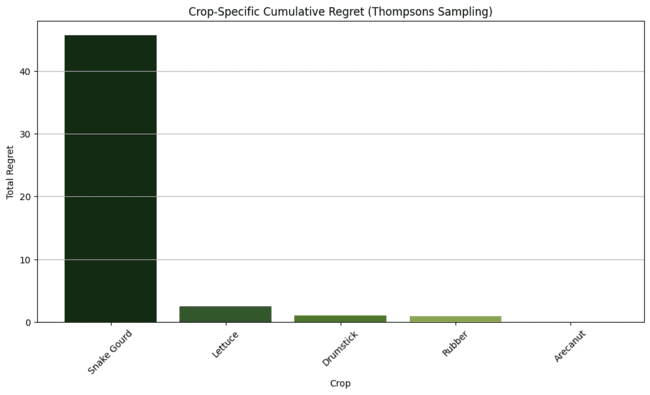 Crop-Specific Cumulative Regret (Thompsons Sampling)
Total Regret
40
30
20
10
0
Snake Gourd
Lettuce
Drumstick
Rubber
Arecanut
Crop